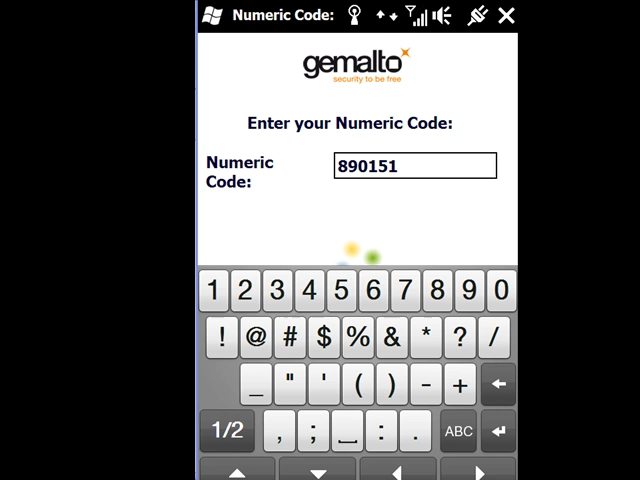 Numeric Code:
gemalto
security to be free
Enter your Numeric Code:
Numeric Code:
890151
1 2 3 4 5 6 7 8 9 0
! @ # $ % & * ? /
_ " ' ( ) - +
1/2 , ; : . ABC